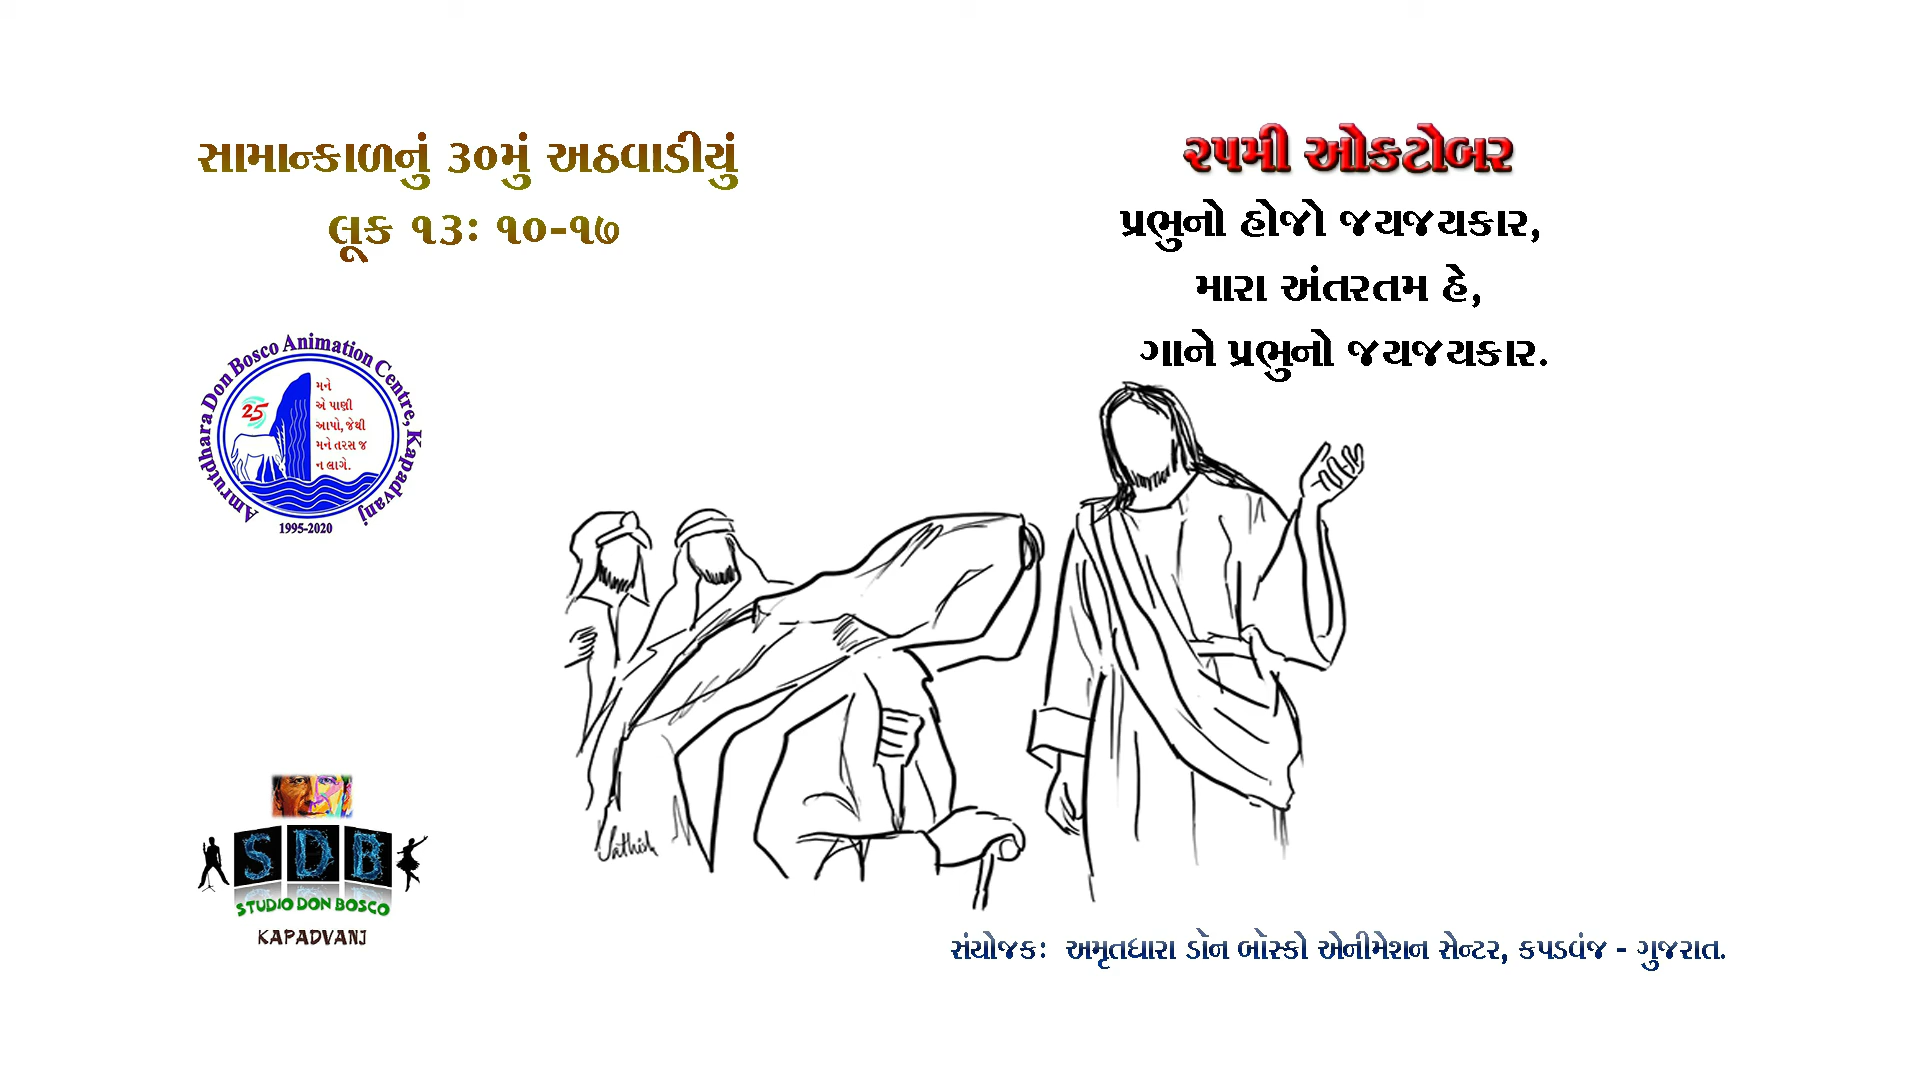 સામાન્કાળનું ૩૦મું અઠવાડીયું
લૂક ૧૩ઃ ૧૦-૧૭
૨૫મી ઓક્ટોબર
પ્રભુનો હોજો જયજયકાર,
મારા અંતરતમ હે,
ગાને પ્રભુનો જયજયકાર.
Amrutdhara Don Bosco Animation Centre, Kapadvanj
25
મને
એ પાણી
આપો, જેથી
મને તરસ જ
ન લાગે.
1995-2020
Sathish
SDB
STUDIO DON BOSCO
KAPADVANJ
સંયોજકઃ અમૃતધારા ડૉન બૉસ્કો એનીમેશન સેન્ટર, કપડવંજ - ગુજરાત.